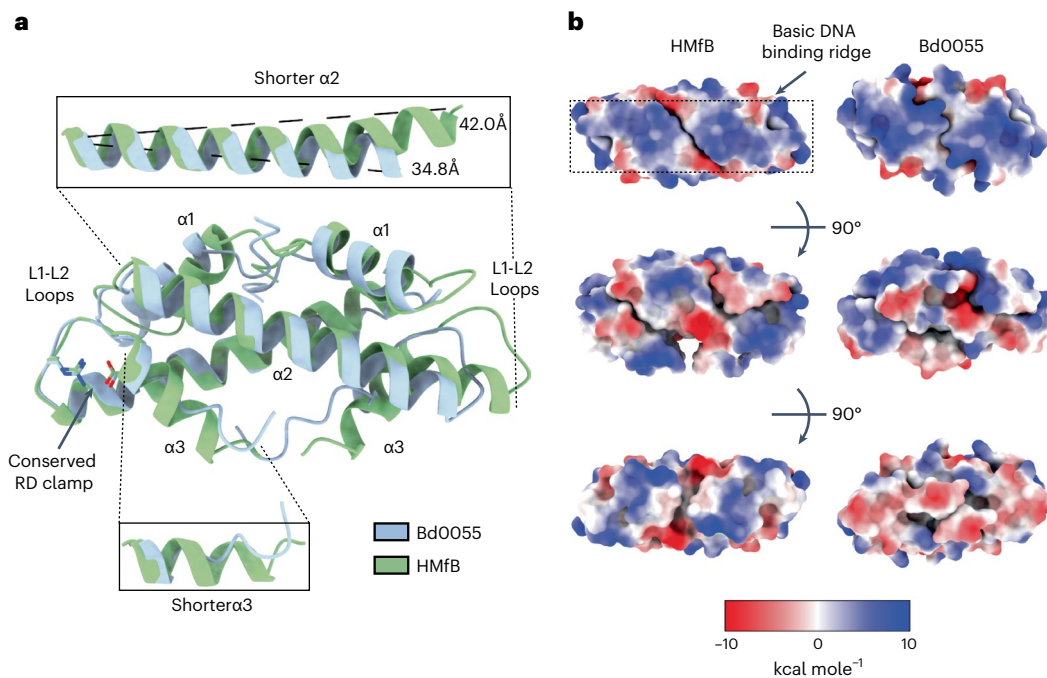 a
Shorter α2
42.0Å
34.8Å
α1
α1
L1-L2
Loops
L1-L2
Loops
α2
α3
α3
Conserved
RD clamp
Bd0055
HMfB
Shorterα3
b
Basic DNA
binding ridge
HMfB
Bd0055
90°
90°
–10
0
10
kcal mole⁻¹